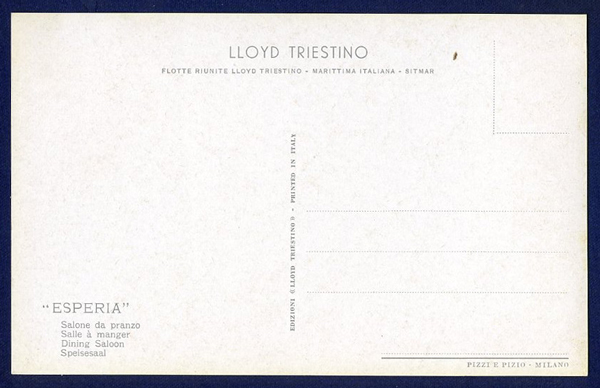 LLOYD TRIESTINO
FLOTTE RIUNITE LLOYD TRIESTINO - MARITTIMA ITALIANA - SITMAR
EDIZIONI «LLOYD TRIESTINO» - PRINTED IN ITALY
"ESPERIA"
Salone da pranzo
Salle à manger
Dining Saloon
Speisesaal
PIZZI E PIZIO - MILANO